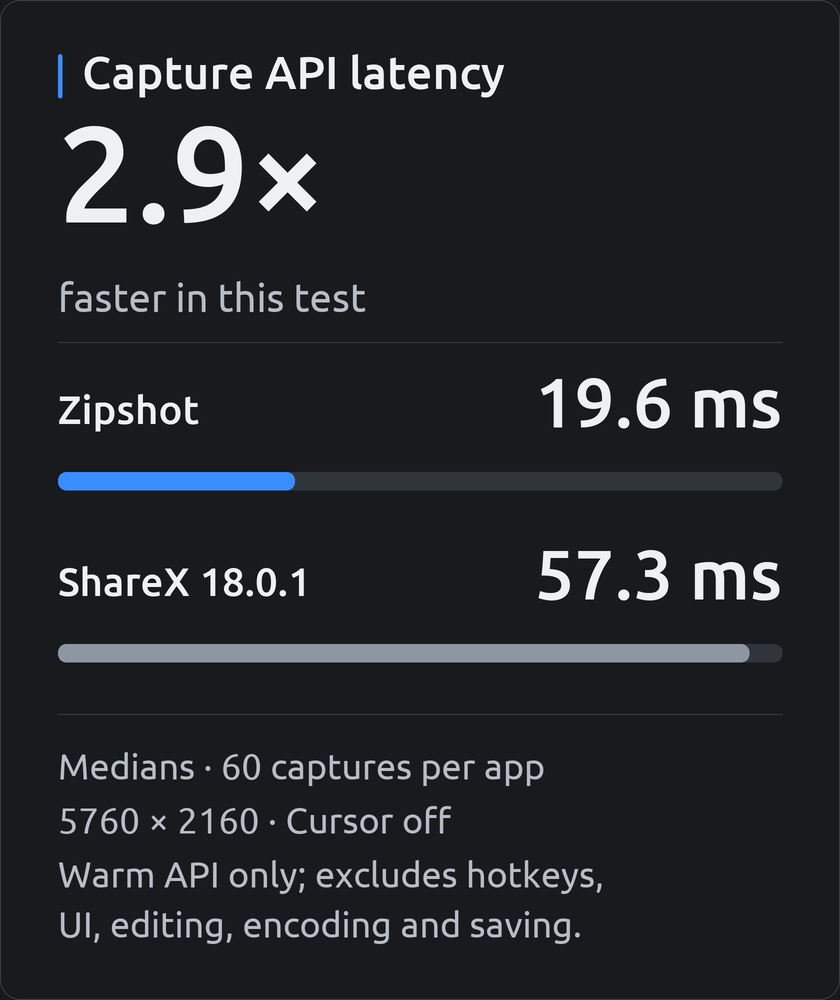 Capture API latency
2.9×
faster in this test
Zipshot
19.6 ms
ShareX 18.0.1
57.3 ms
Medians · 60 captures per app
5760 × 2160 · Cursor off
Warm API only; excludes hotkeys,
UI, editing, encoding and saving.